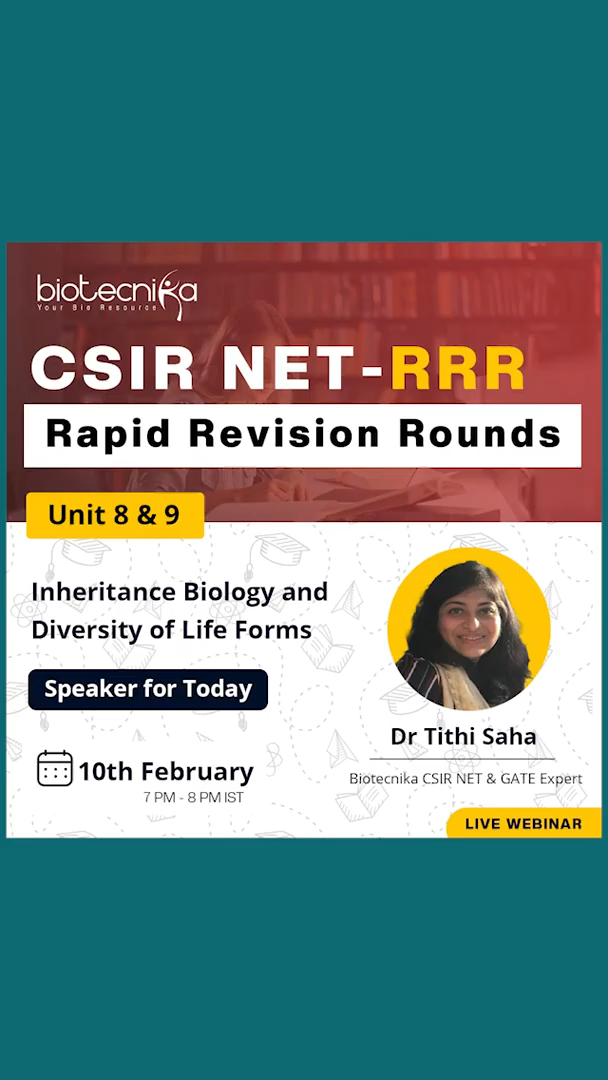 biotecnika
Your Bio Resource
CSIR NET-RRR
Rapid Revision Rounds
Unit 8 & 9
Inheritance Biology and
Diversity of Life Forms
Speaker for Today
10th February
7 PM - 8 PM IST
Dr Tithi Saha
Biotecnika CSIR NET & GATE Expert
LIVE WEBINAR